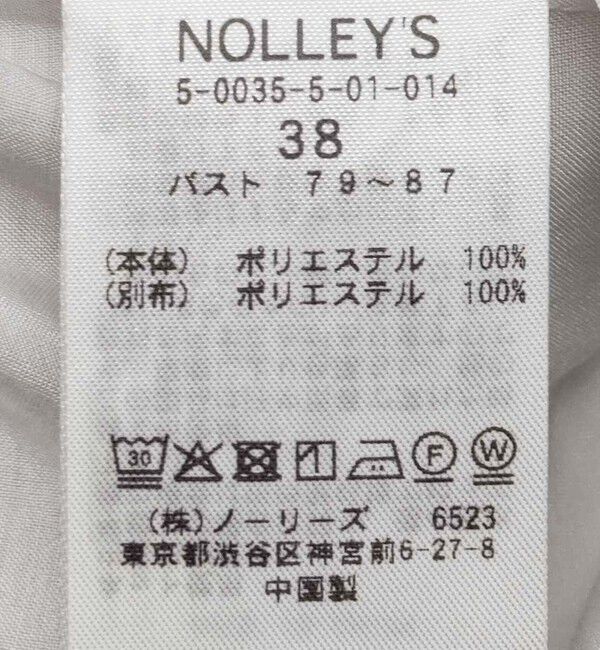 NOLLEY'S
5-0035-5-01-014
38
バスト 79～87
(本体) ポリエステル 100%
(別布) ポリエステル 100%
30 F W
(株)ノーリーズ 6523
東京都渋谷区神宮前6-27-8
中国製